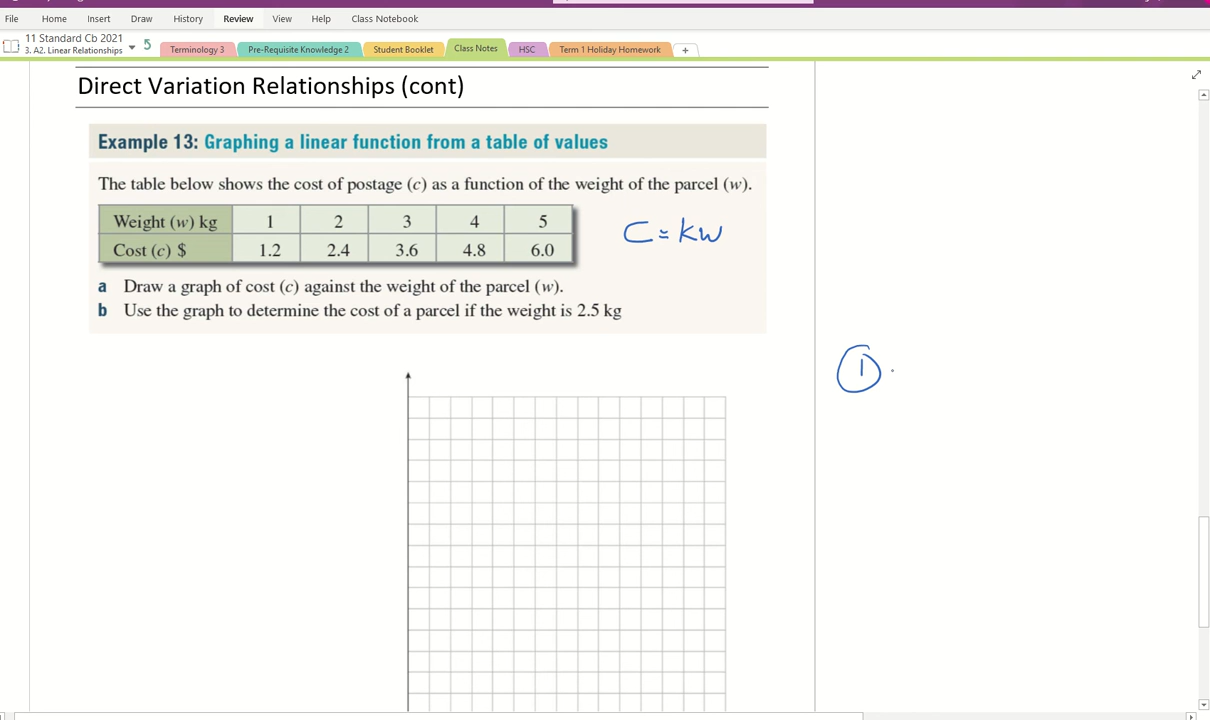 File Home Insert Draw History Review View Help Class Notebook
11 Standard Cb 2021
3. A2. Linear Relationships
Terminology 3 Pre-Requisite Knowledge 2 Student Booklet Class Notes HSC Term 1 Holiday Homework +
Direct Variation Relationships (cont)
Example 13: Graphing a linear function from a table of values
The table below shows the cost of postage (c) as a function of the weight of the parcel (w).
Weight (w) kg 1 2 3 4 5
Cost (c) $ 1.2 2.4 3.6 4.8 6.0
C = kw
a Draw a graph of cost (c) against the weight of the parcel (w).
b Use the graph to determine the cost of a parcel if the weight is 2.5 kg
1